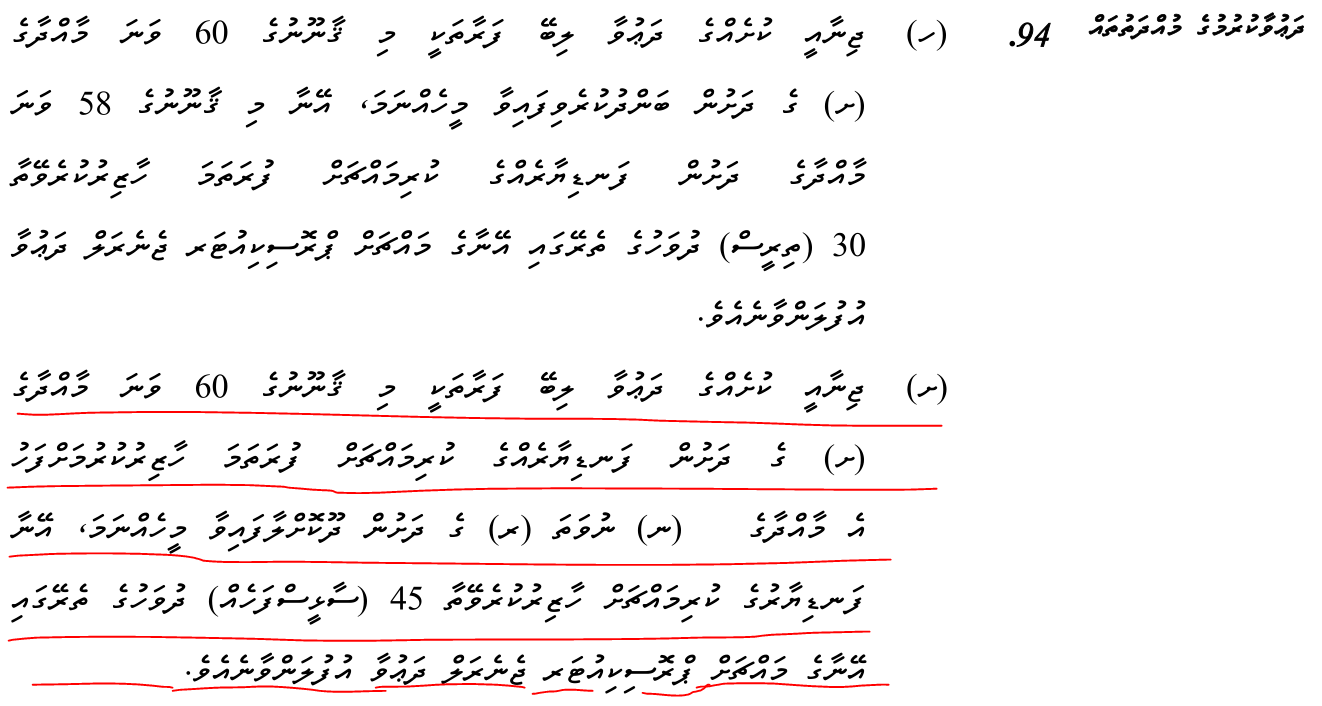 ދަޢުވާކުރުމުގެ މުއްދަތުތައް 94. (ހ) ޖިނާއީ ކުށެއްގެ ދަޢުވާ ލިބޭ ފަރާތަކީ މި ޤާނޫނުގެ 60 ވަނަ މާއްދާގެ
(ށ) ގެ ދަށުން ބަންދުކުރެވިފައިވާ މީހެއްނަމަ، އޭނާ މި ޤާނޫނުގެ 58 ވަނަ
މާއްދާގެ ދަށުން ފަނޑިޔާރެއްގެ ކުރިމައްޗަށް ފުރަތަމަ ހާޒިރުކުރެވޭތާ
30 (ތިރީސް) ދުވަހުގެ ތެރޭގައި އޭނާގެ މައްޗަށް ޕްރޮސިކިއުޓަރ ޖެނެރަލް ދަޢުވާ
އުފުލަންވާނެއެވެ.
(ށ) ޖިނާއީ ކުށެއްގެ ދަޢުވާ ލިބޭ ފަރާތަކީ މި ޤާނޫނުގެ 60 ވަނަ މާއްދާގެ
(ށ) ގެ ދަށުން ފަނޑިޔާރެއްގެ ކުރިމައްޗަށް ފުރަތަމަ ހާޒިރުކުރުމަށްފަހު
އެ މާއްދާގެ (ނ) ނުވަތަ (ރ) ގެ ދަށުން ދޫކޮށްލާފައިވާ މީހެއްނަމަ، އޭނާ
ފަނޑިޔާރުގެ ކުރިމައްޗަށް ހާޒިރުކުރެވޭތާ 45 (ސާޅީސްފަހެއް) ދުވަހުގެ ތެރޭގައި
އޭނާގެ މައްޗަށް ޕްރޮސިކިއުޓަރ ޖެނެރަލް ދަޢުވާ އުފުލަންވާނެއެވެ.